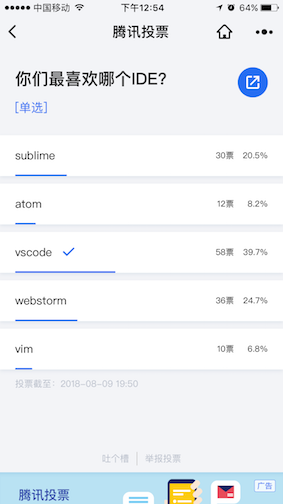 中国移动
下午12:54
64%
腾讯投票
你们最喜欢哪个IDE?
[单选]
sublime 30票 20.5%
atom 12票 8.2%
vscode 58票 39.7%
webstorm 36票 24.7%
vim 10票 6.8%
投票截至：2018-08-09 19:50
吐个槽 举报投票
腾讯投票
广告